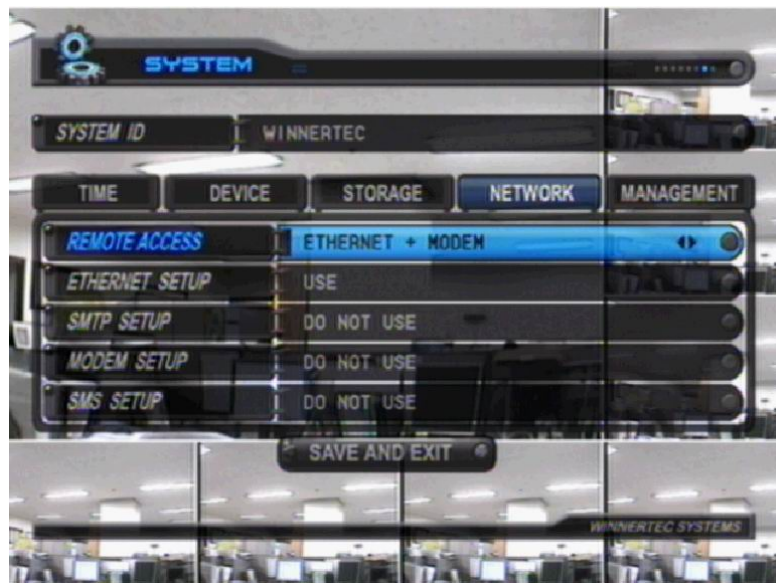 SYSTEM
SYSTEM ID WINNERTEC
TIME DEVICE STORAGE NETWORK MANAGEMENT
REMOTE ACCESS ETHERNET + MODEM
ETHERNET SETUP USE
SMTP SETUP DO NOT USE
MODEM SETUP DO NOT USE
SMS SETUP DO NOT USE
SAVE AND EXIT
WINNERTEC SYSTEMS